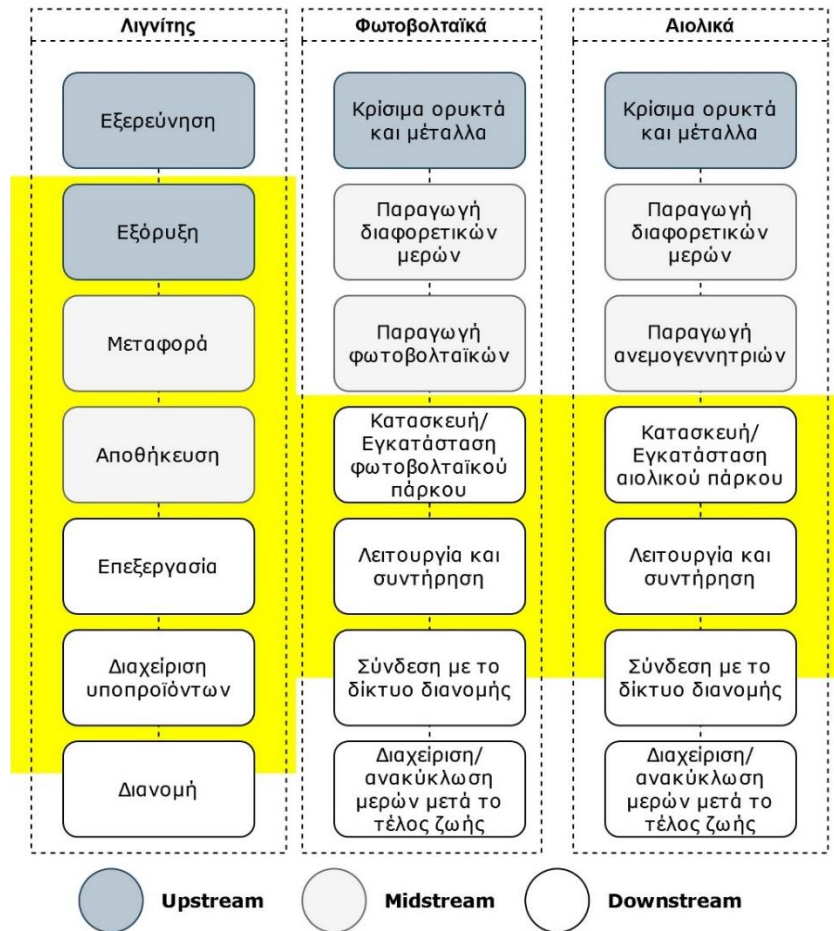 Λιγνίτης
Εξερεύνηση
Εξόρυξη
Μεταφορά
Αποθήκευση
Επεξεργασία
Διαχείριση
υποπροϊόντων
Διανομή
Φωτοβολταϊκά
Κρίσιμα ορυκτά
και μέταλλα
Παραγωγή
διαφορετικών
μερών
Παραγωγή
φωτοβολταϊκών
Κατασκευή/
Εγκατάσταση
φωτοβολταϊκού
πάρκου
Λειτουργία και
συντήρηση
Σύνδεση με το
δίκτυο διανομής
Διαχείριση/
ανακύκλωση
μερών μετά το
τέλος ζωής
Αιολικά
Κρίσιμα ορυκτά
και μέταλλα
Παραγωγή
διαφορετικών
μερών
Παραγωγή
ανεμογεννητριών
Κατασκευή/
Εγκατάσταση
αιολικού πάρκου
Λειτουργία και
συντήρηση
Σύνδεση με το
δίκτυο διανομής
Διαχείριση/
ανακύκλωση
μερών μετά το
τέλος ζωής
Upstream
Midstream
Downstream